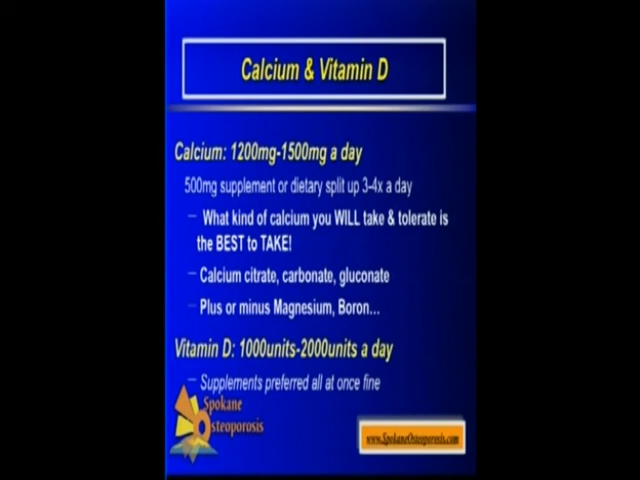 Calcium & Vitamin D
Calcium: 1200mg-1500mg a day
500mg supplement or dietary split up 3-4x a day
– What kind of calcium you WILL take & tolerate is
the BEST to TAKE!
– Calcium citrate, carbonate, gluconate
– Plus or minus Magnesium, Boron...
Vitamin D: 1000units-2000units a day
– Supplements preferred all at once fine
Spokane
Osteoporosis
www.SpokaneOsteoporosis.com